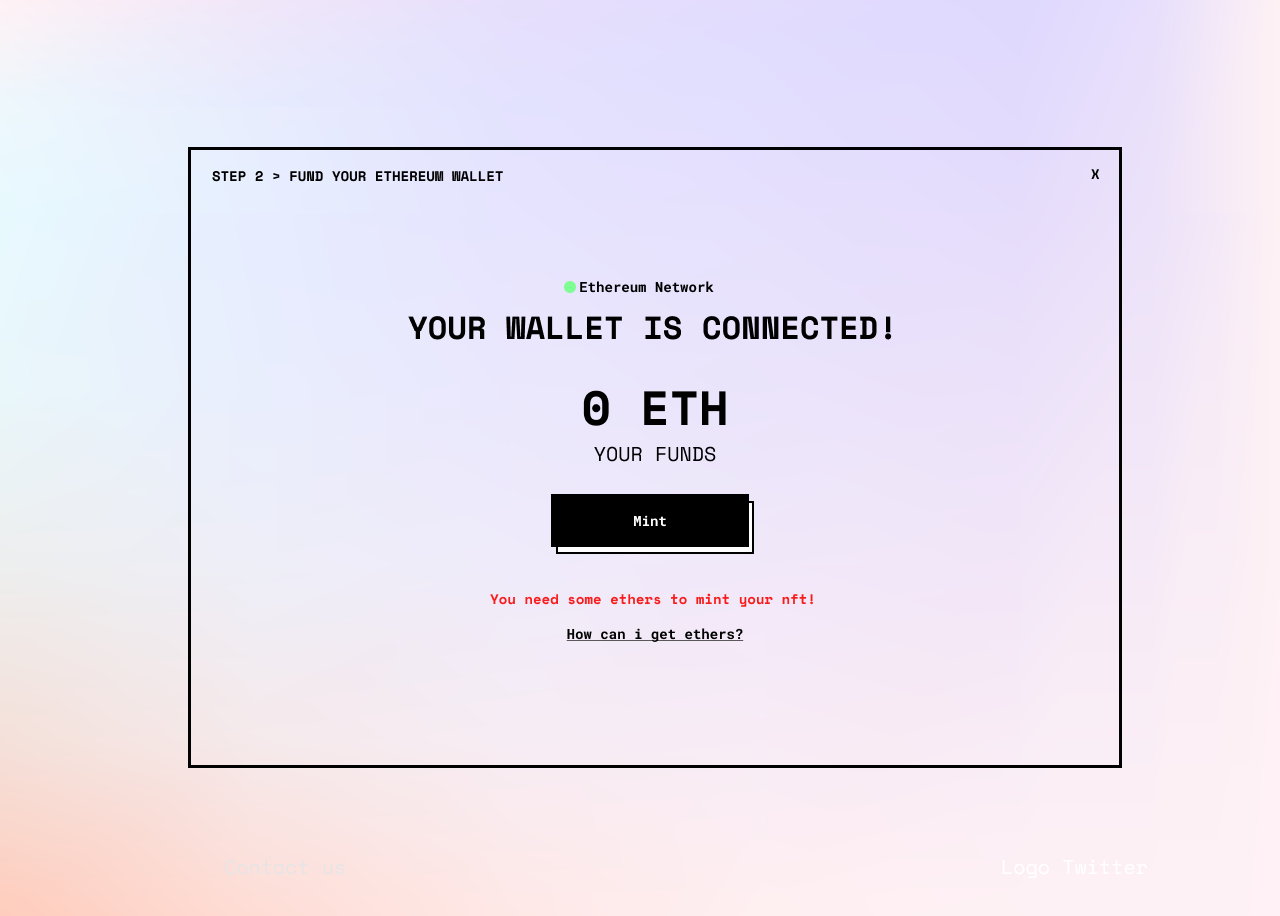 STEP 2 > FUND YOUR ETHEREUM WALLET
X
Ethereum Network
YOUR WALLET IS CONNECTED!
0 ETH
YOUR FUNDS
Mint
You need some ethers to mint your nft!
How can i get ethers?
Contact us
Logo Twitter